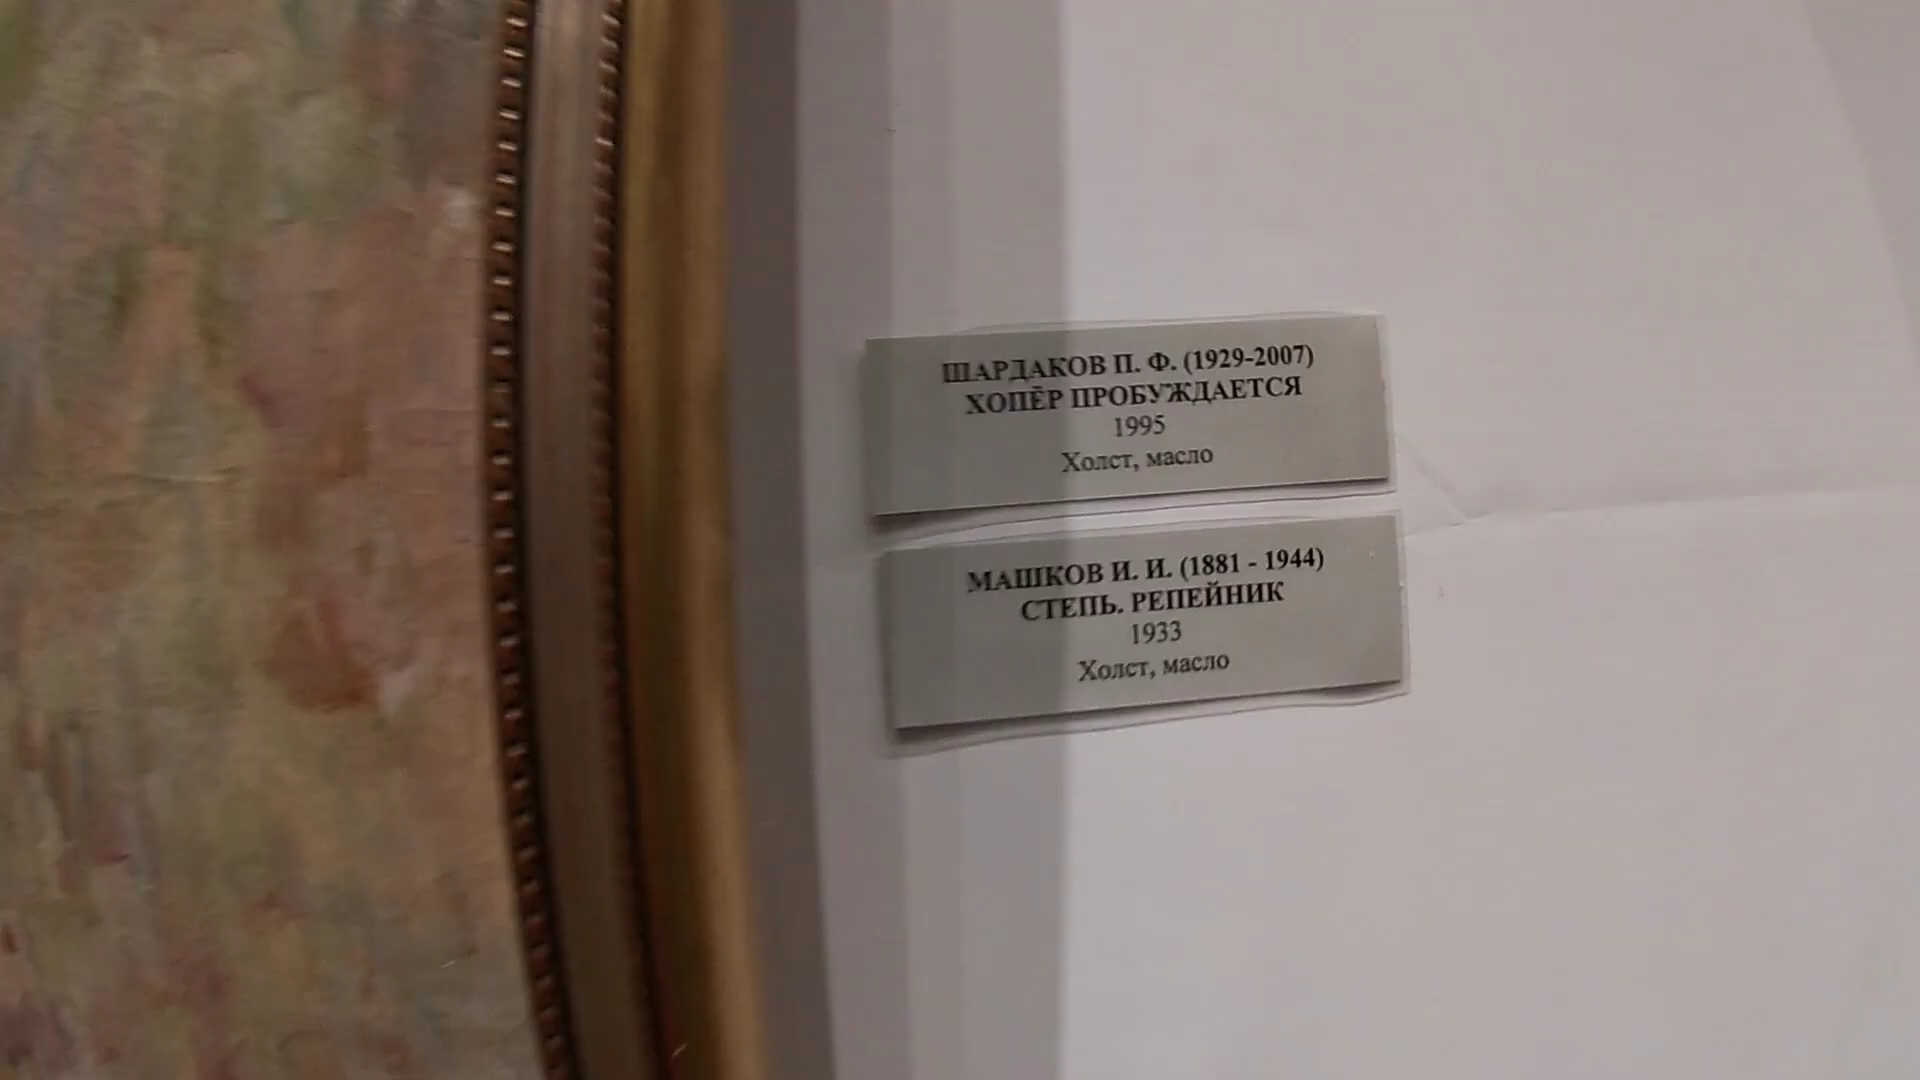 ШАРДАКОВ П. Ф. (1929-2007)
ХОПЁР ПРОБУЖДАЕТСЯ
1995
Холст, масло
МАШКОВ И. И. (1881 - 1944)
СТЕПЬ. РЕПЕЙНИК
1933
Холст, масло